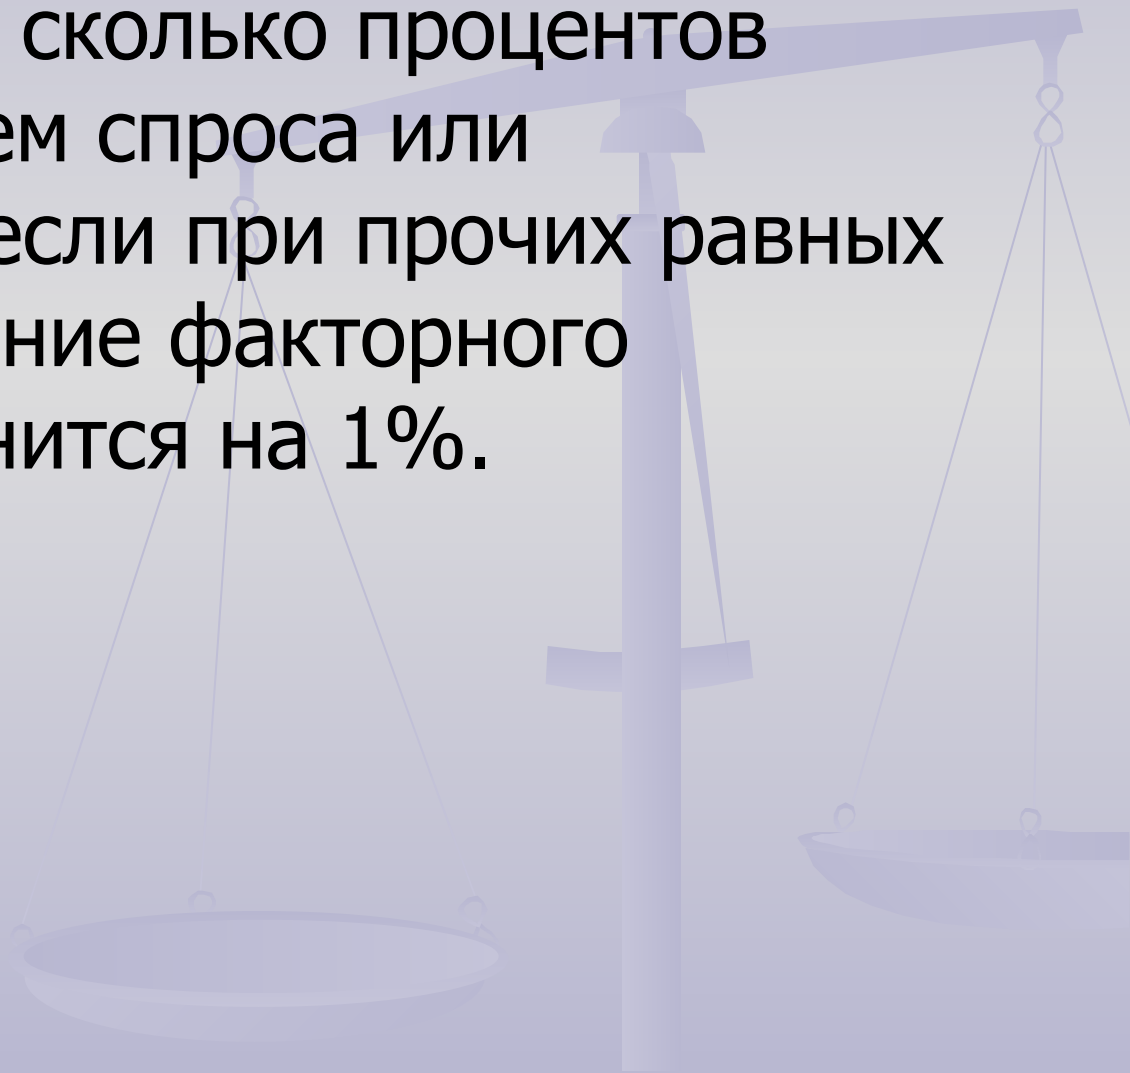 сколько процентов
ем спроса или
если при прочих равных
ние факторного
нится на 1%.